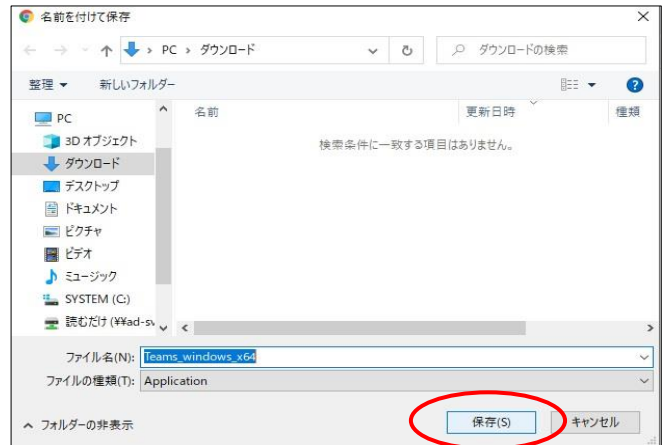 名前を付けて保存
PC › ダウンロード
ダウンロードの検索
整理
新しいフォルダー
名前
更新日時
種類
検索条件に一致する項目はありません。
PC
3D オブジェクト
ダウンロード
デスクトップ
ドキュメント
ピクチャ
ビデオ
ミュージック
SYSTEM (C:)
読むだけ (¥¥ad-sv
ファイル名(N): Teams_windows_x64
ファイルの種類(T): Application
フォルダーの非表示
保存(S)
キャンセル